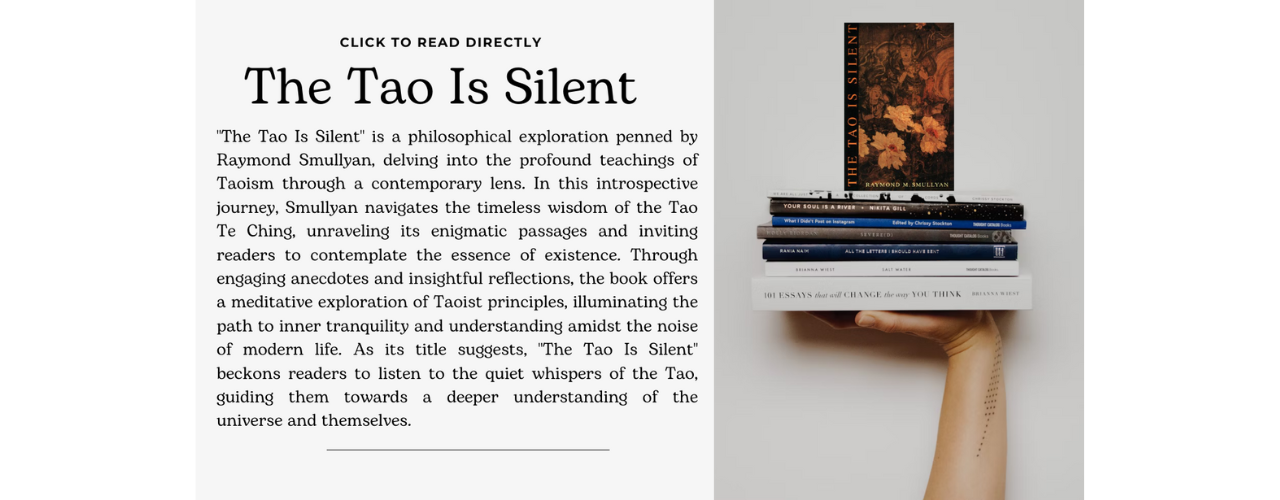 CLICK TO READ DIRECTLY
The Tao Is Silent
"The Tao Is Silent" is a philosophical exploration penned by
Raymond Smullyan, delving into the profound teachings of
Taoism through a contemporary lens. In this introspective
journey, Smullyan navigates the timeless wisdom of the Tao
Te Ching, unraveling its enigmatic passages and inviting
readers to contemplate the essence of existence. Through
engaging anecdotes and insightful reflections, the book offers
a meditative exploration of Taoist principles, illuminating the
path to inner tranquility and understanding amidst the noise
of modern life. As its title suggests, "The Tao Is Silent"
beckons readers to listen to the quiet whispers of the Tao,
guiding them towards a deeper understanding of the
universe and themselves.
THE TAO IS SILENT
RAYMOND M. SMULLYAN
YOUR SOUL IS A RIVER NIKITA GILL
What I Didn't Post on Instagram Edited by Chrissy Stockton
RANIA NAIM ALL THE LETTERS I SHOULD HAVE SENT
BRIANNA WIEST SALT WATER
101 ESSAYS that will CHANGE the way YOU THINK BRIANNA WIEST